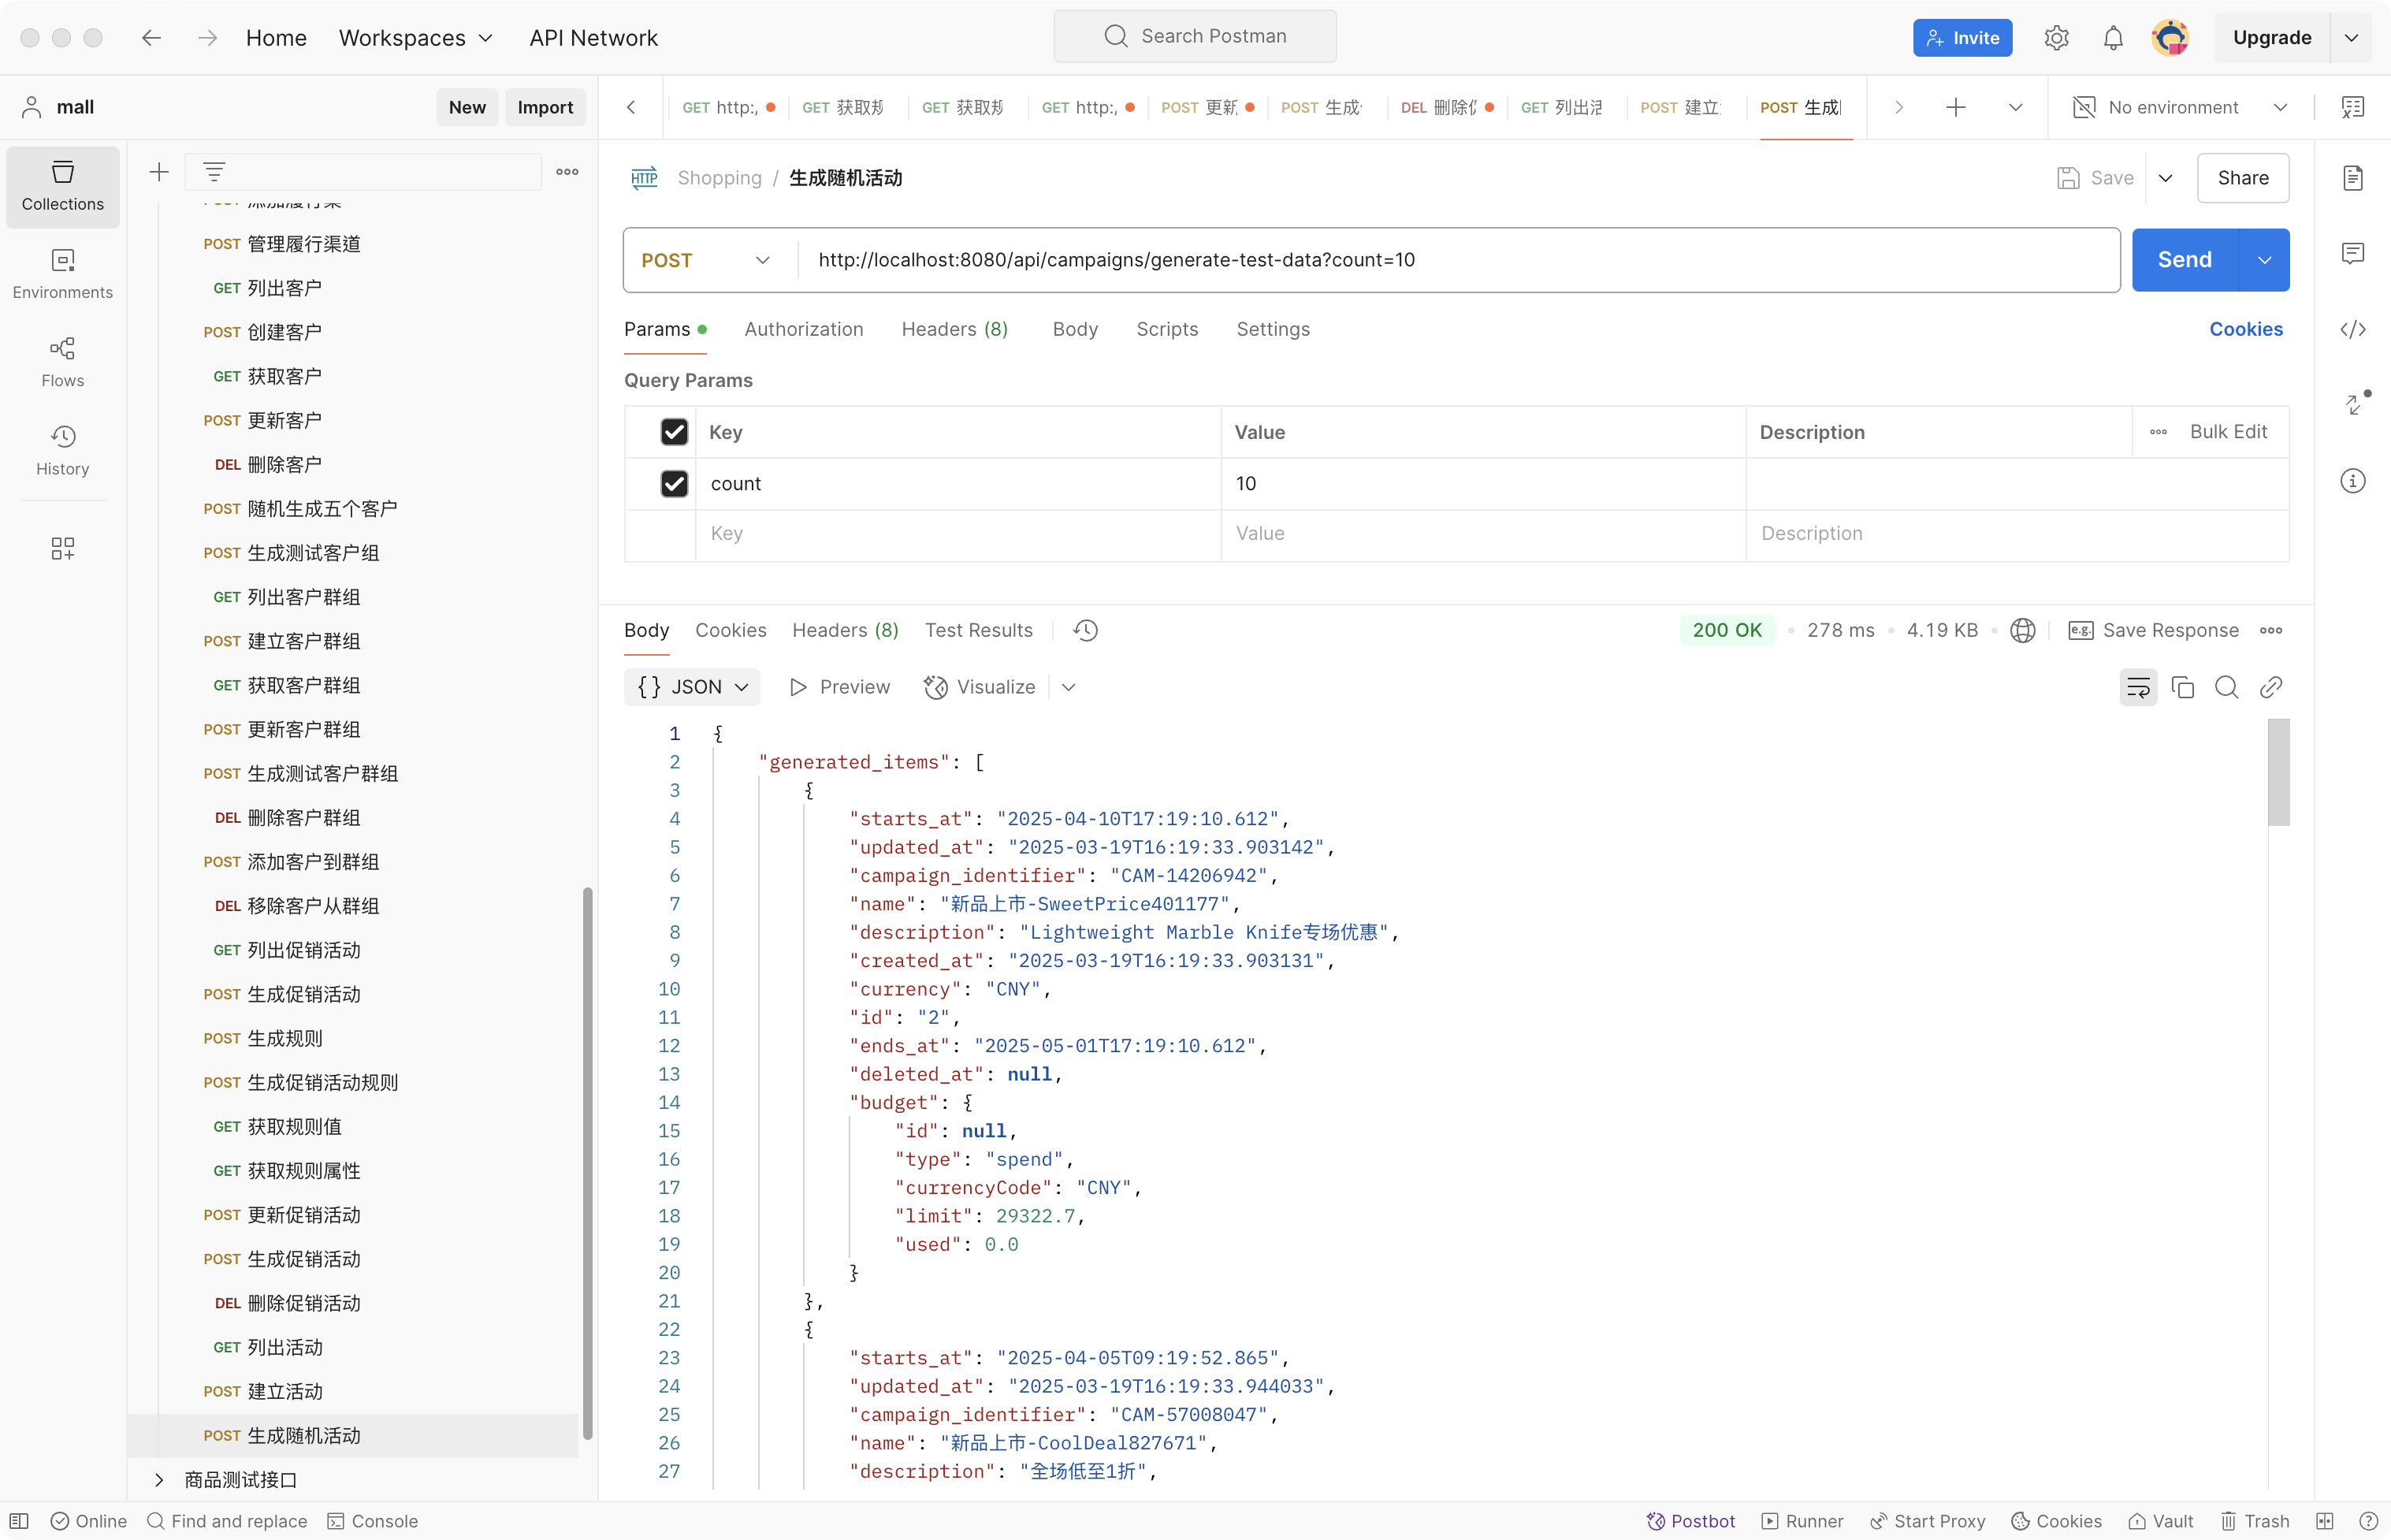 Home Workspaces API Network Search Postman Invite Upgrade
mall New Import
GET http:, GET 获取规 GET 获取规 GET http:, POST 更新 POST 生成 DEL 删除 GET 列出 POST 建立 POST 生成 No environment
Collections
Environments
Flows
History
POST 管理履行渠道
GET 列出客户
POST 创建客户
GET 获取客户
POST 更新客户
DEL 删除客户
POST 随机生成五个客户
POST 生成测试客户组
GET 列出客户群组
POST 建立客户群组
GET 获取客户群组
POST 更新客户群组
POST 生成测试客户群组
DEL 删除客户群组
POST 添加客户到群组
DEL 移除客户从群组
GET 列出促销活动
POST 生成促销活动
POST 生成规则
POST 生成促销活动规则
GET 获取规则值
GET 获取规则属性
POST 更新促销活动
POST 生成促销活动
DEL 删除促销活动
GET 列出活动
POST 建立活动
POST 生成随机活动
商品测试接口
HTTP Shopping / 生成随机活动 Save Share
POST http://localhost:8080/api/campaigns/generate-test-data?count=10 Send
Params Authorization Headers (8) Body Scripts Settings Cookies
Query Params
Key Value Description Bulk Edit
count 10
Key Value Description
Body Cookies Headers (8) Test Results 200 OK 278 ms 4.19 KB e.g. Save Response
{} JSON Preview Visualize
1 {
2 "generated_items": [
3 {
4 "starts_at": "2025-04-10T17:19:10.612",
5 "updated_at": "2025-03-19T16:19:33.903142",
6 "campaign_identifier": "CAM-14206942",
7 "name": "新品上市-SweetPrice401177",
8 "description": "Lightweight Marble Knife专场优惠",
9 "created_at": "2025-03-19T16:19:33.903131",
10 "currency": "CNY",
11 "id": "2",
12 "ends_at": "2025-05-01T17:19:10.612",
13 "deleted_at": null,
14 "budget": {
15 "id": null,
16 "type": "spend",
17 "currencyCode": "CNY",
18 "limit": 29322.7,
19 "used": 0.0
20 }
21 },
22 {
23 "starts_at": "2025-04-05T09:19:52.865",
24 "updated_at": "2025-03-19T16:19:33.944033",
25 "campaign_identifier": "CAM-57008047",
26 "name": "新品上市-CoolDeal827671",
27 "description": "全场低至1折",
Online Find and replace Console Postbot Runner Start Proxy Cookies Vault Trash